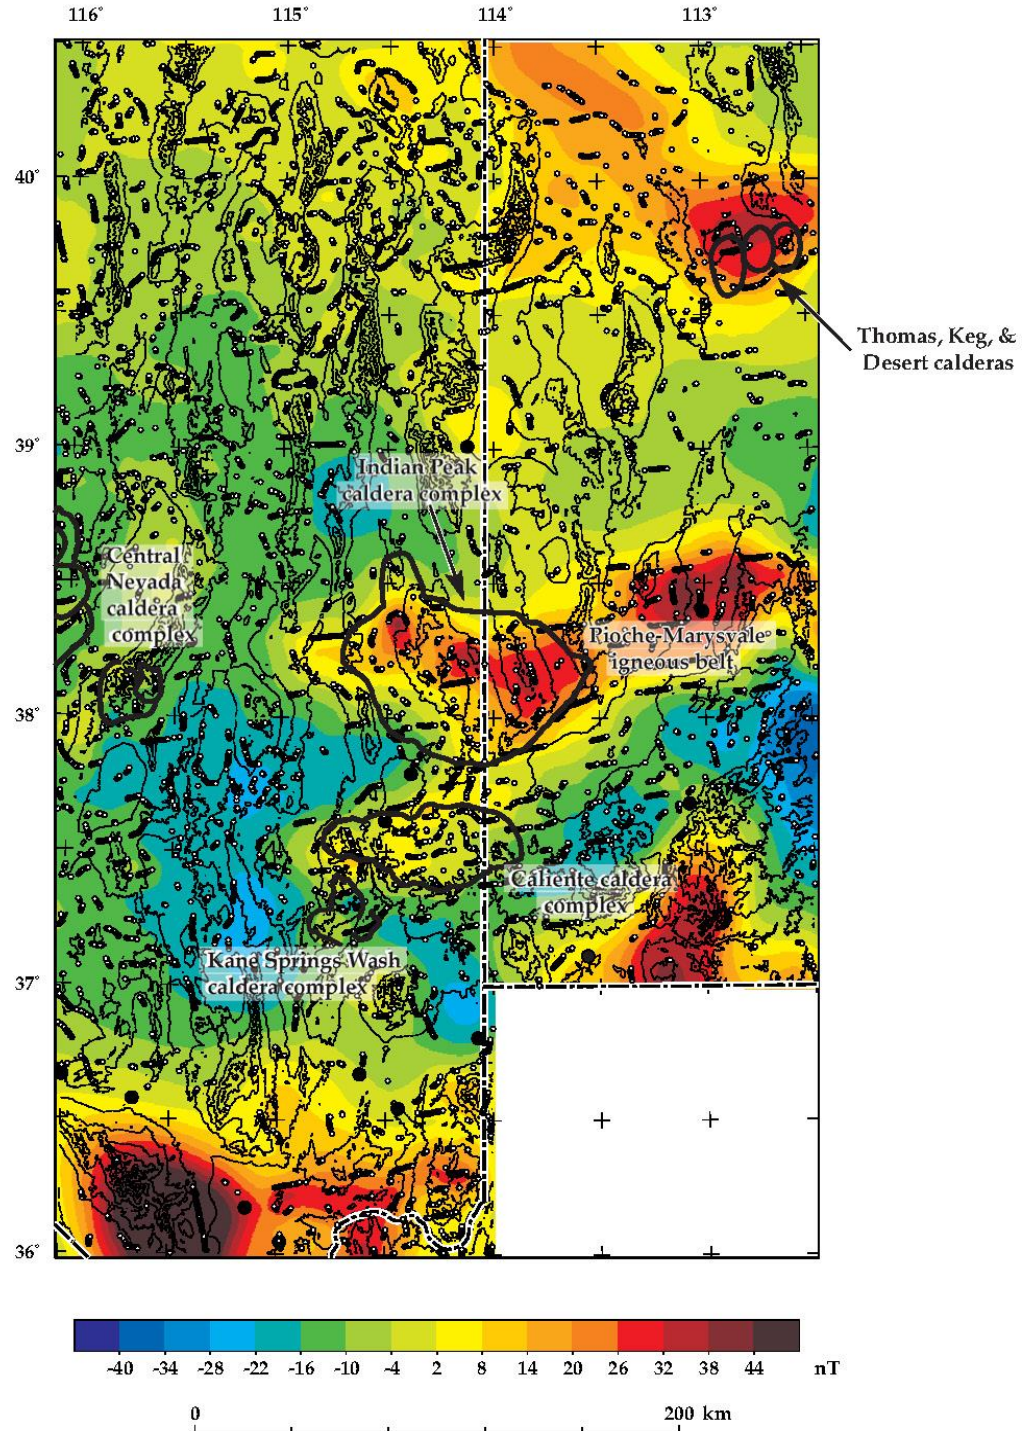 116° 115° 114° 113°
40°
Thomas, Keg, &
Desert calderas
39°
Indian Peak
caldera complex
Central
Nevada
caldera
complex
Pioche-Marysvale
igneous belt
38°
Caliente caldera
complex
Kane Springs Wash
caldera complex
37°
36°
-40 -34 -28 -22 -16 -10 -4 2 8 14 20 26 32 38 44 nT
0 200 km